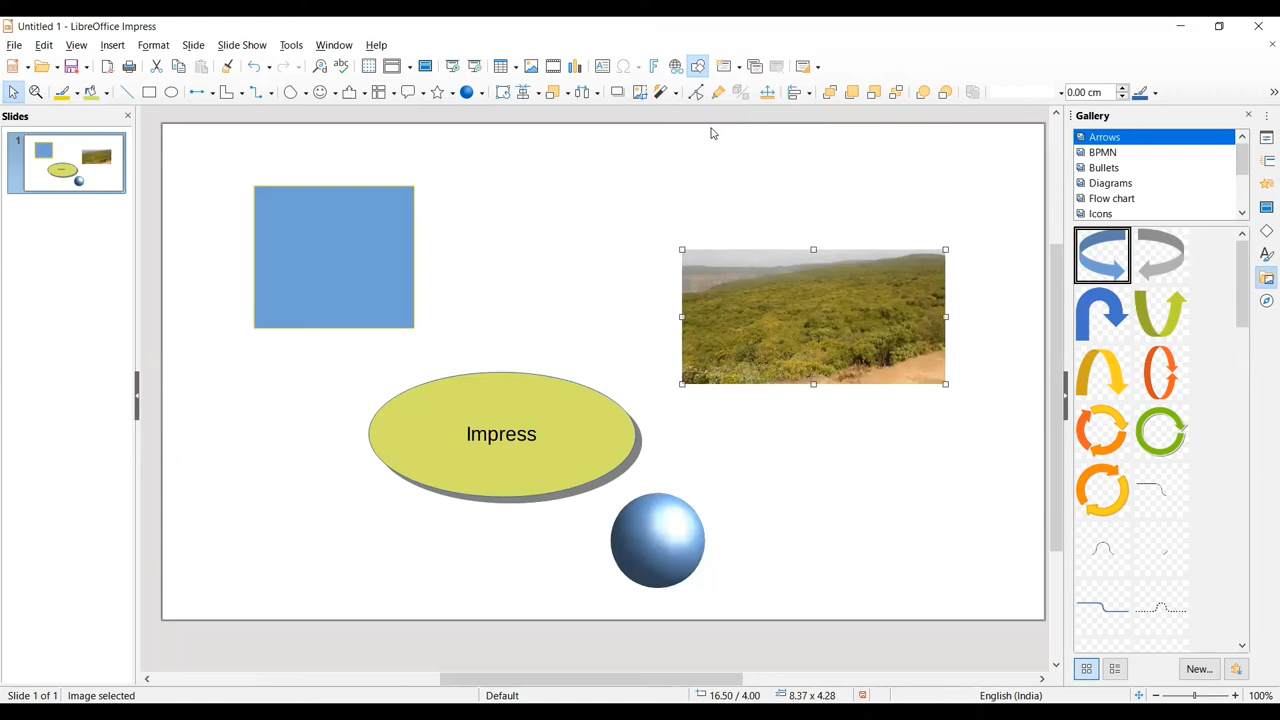 Untitled 1 - LibreOffice Impress
File Edit View Insert Format Slide Slide Show Tools Window Help
0.00 cm
Slides
1
Gallery
Arrows
BPMN
Bullets
Diagrams
Flow chart
Icons
Impress
New...
Slide 1 of 1 Image selected Default 16.50 / 4.00 8.37 x 4.28 English (India) 100%